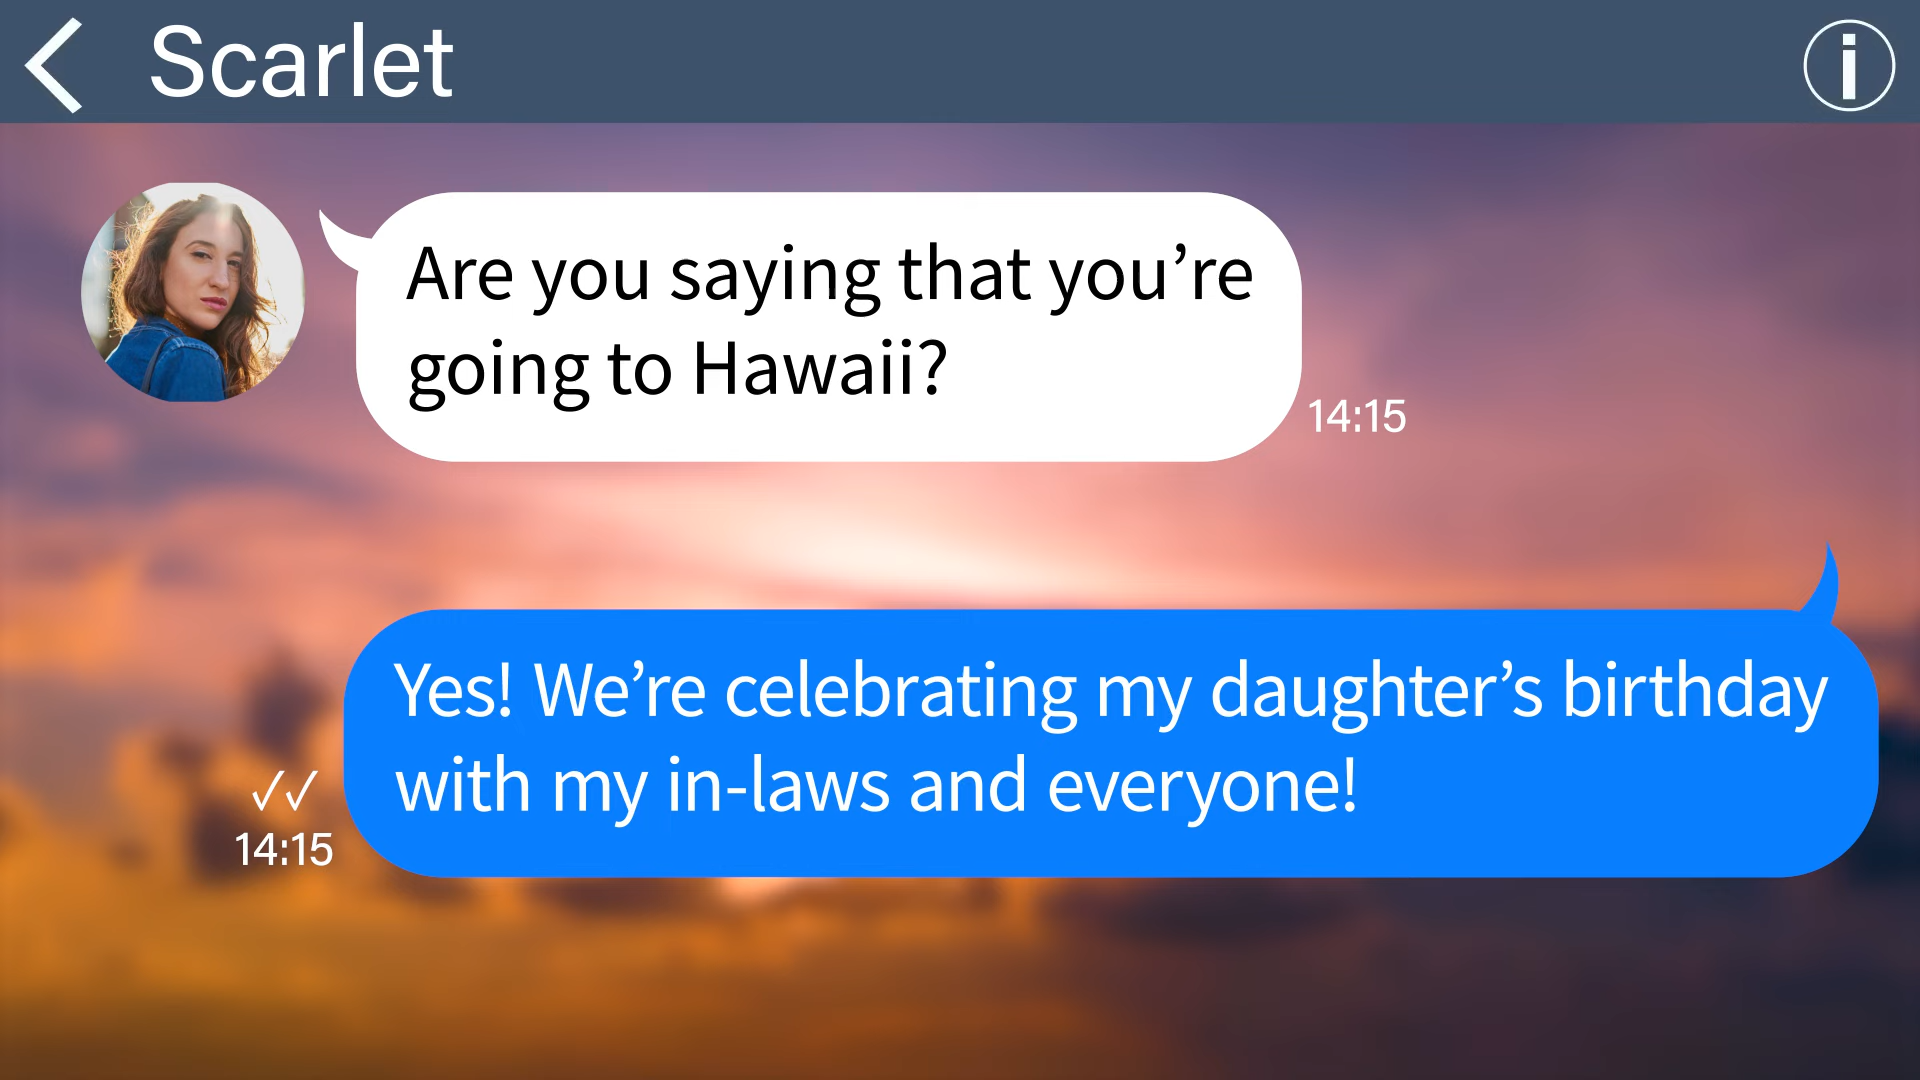 Scarlet
Are you saying that you’re
going to Hawaii?
14:15
Yes! We’re celebrating my daughter’s birthday
with my in-laws and everyone!
14:15